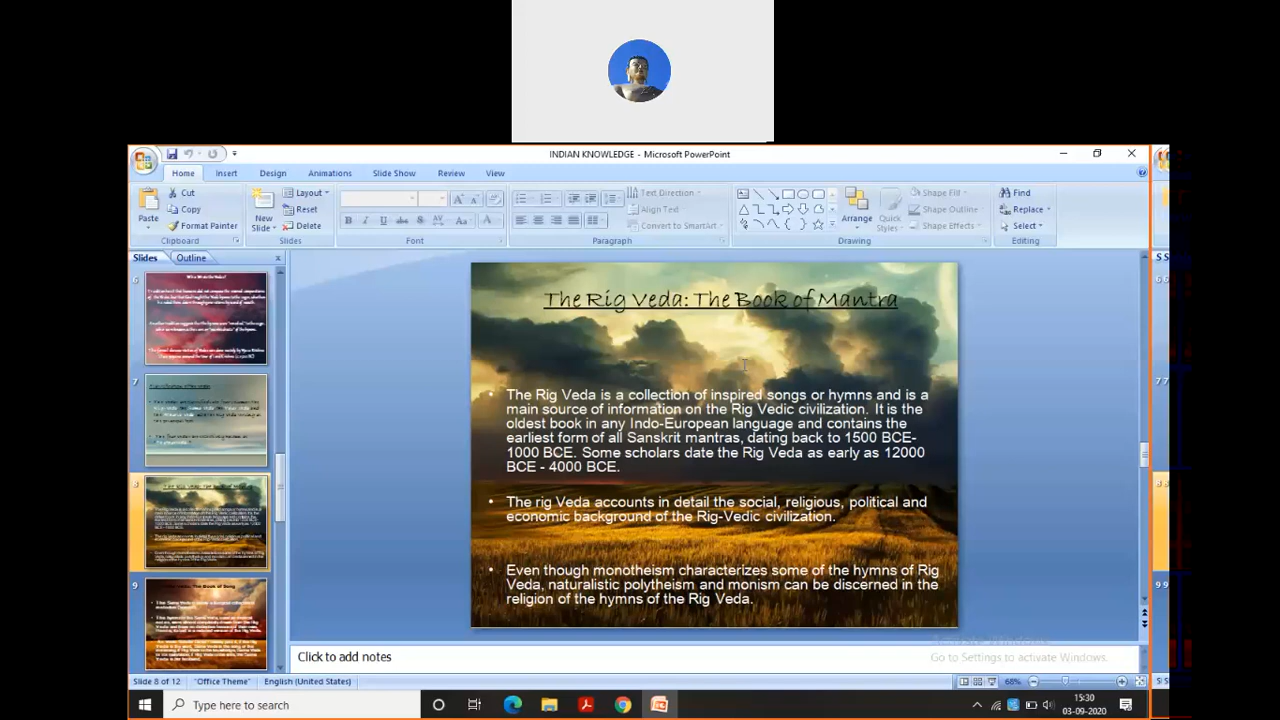 INDIAN KNOWLEDGE - Microsoft PowerPoint
Home Insert Design Animations Slide Show Review View
Paste
Cut
Copy
Format Painter
Clipboard
New
Slide
Layout
Reset
Delete
Slides
Font
Text Direction
Align Text
Convert to SmartArt
Paragraph
Arrange
Quick
Styles
Shape Fill
Shape Outline
Shape Effects
Drawing
Find
Replace
Select
Editing
Slides Outline
6
7
8
9
The Rig Veda: The Book of Mantra
• The Rig Veda is a collection of inspired songs or hymns and is a
main source of information on the Rig Vedic civilization. It is the
oldest book in any Indo-European language and contains the
earliest form of all Sanskrit mantras, dating back to 1500 BCE-
1000 BCE. Some scholars date the Rig Veda as early as 12000
BCE - 4000 BCE.
• The rig Veda accounts in detail the social, religious, political and
economic background of the Rig-Vedic civilization.
• Even though monotheism characterizes some of the hymns of Rig
Veda, naturalistic polytheism and monism can be discerned in the
religion of the hymns of the Rig Veda.
Click to add notes
Activate Windows
Go to Settings to activate Windows.
Slide 8 of 12 "Office Theme" English (United States) 68%
Type here to search
15:30
03-09-2020